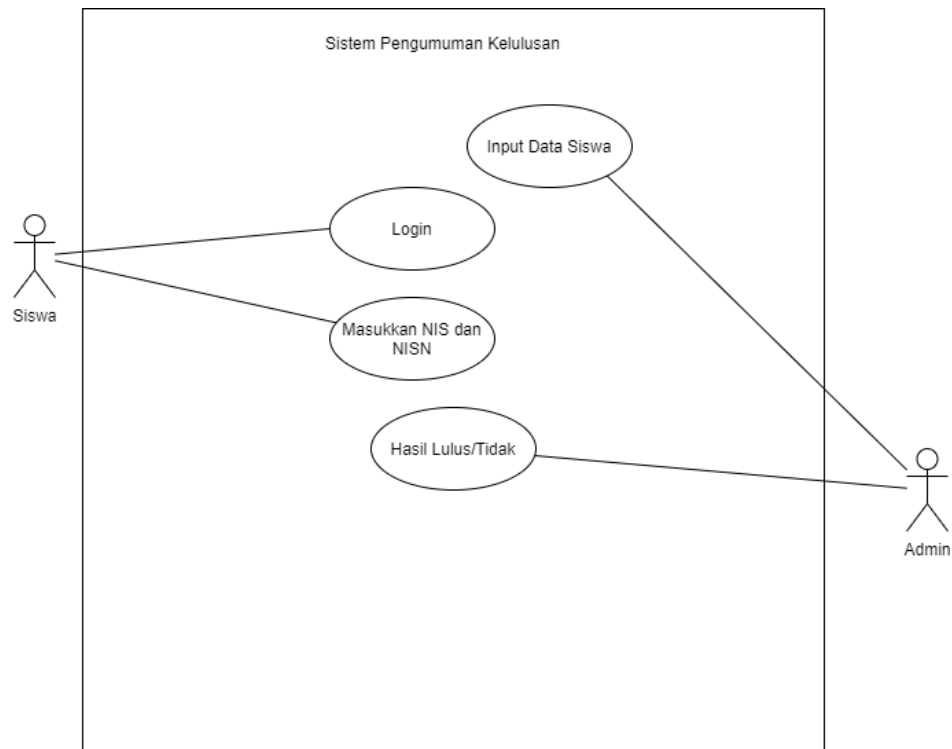 Sistem Pengumuman Kelulusan
Input Data Siswa
Login
Siswa
Masukkan NIS dan
NISN
Hasil Lulus/Tidak
Admin